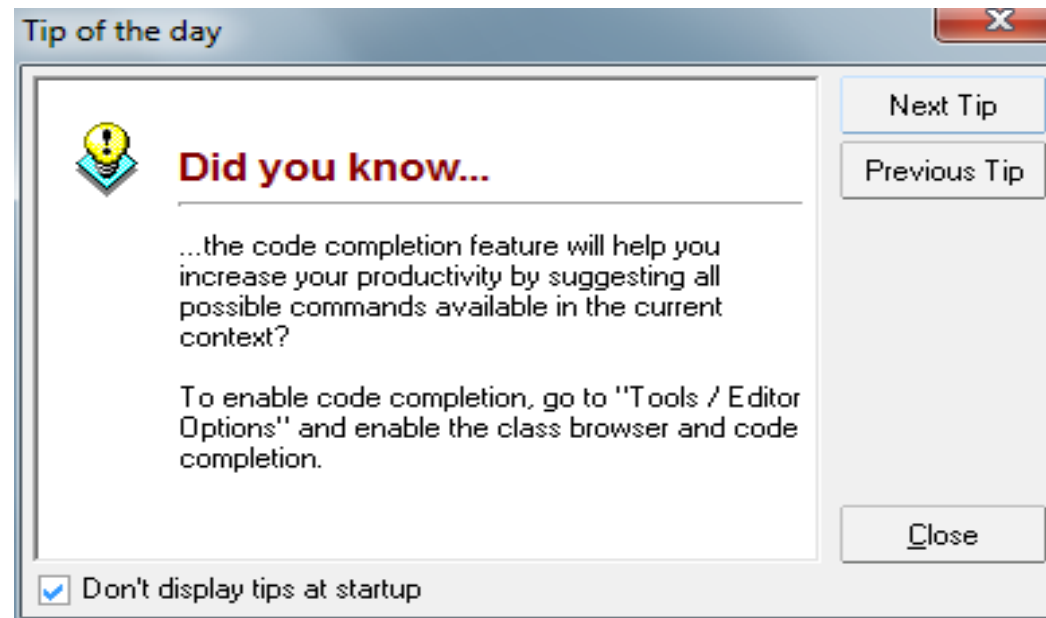 Tip of the day
Next Tip
Previous Tip
Did you know...
...the code completion feature will help you
increase your productivity by suggesting all
possible commands available in the current
context?
To enable code completion, go to "Tools / Editor
Options" and enable the class browser and code
completion.
Close
Don't display tips at startup